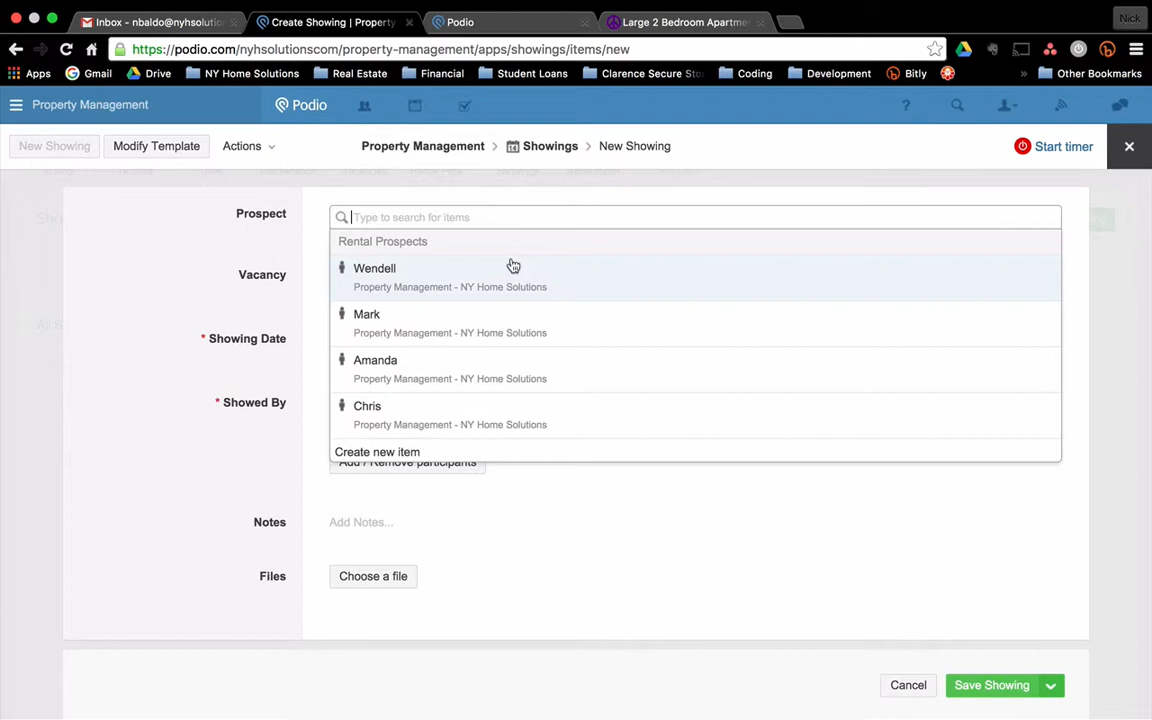 Inbox - nbaldo@nyhsolution
Create Showing | Property
Podio
Large 2 Bedroom Apartme
Nick
https://podio.com/nyhsolutionscom/property-management/apps/showings/items/new
Apps
Gmail
Drive
NY Home Solutions
Real Estate
Financial
Student Loans
Clarence Secure Sto
Coding
Development
Bitly
»
Other Bookmarks
Property Management
Podio
?
New Showing
Modify Template
Actions
Property Management > Showings > New Showing
Start timer
Prospect
Type to search for items
Rental Prospects
Vacancy
Wendell
Property Management - NY Home Solutions
Mark
Property Management - NY Home Solutions
* Showing Date
Amanda
Property Management - NY Home Solutions
* Showed By
Chris
Property Management - NY Home Solutions
Create new item
Add / Remove participants
Notes
Add Notes...
Files
Choose a file
Cancel
Save Showing